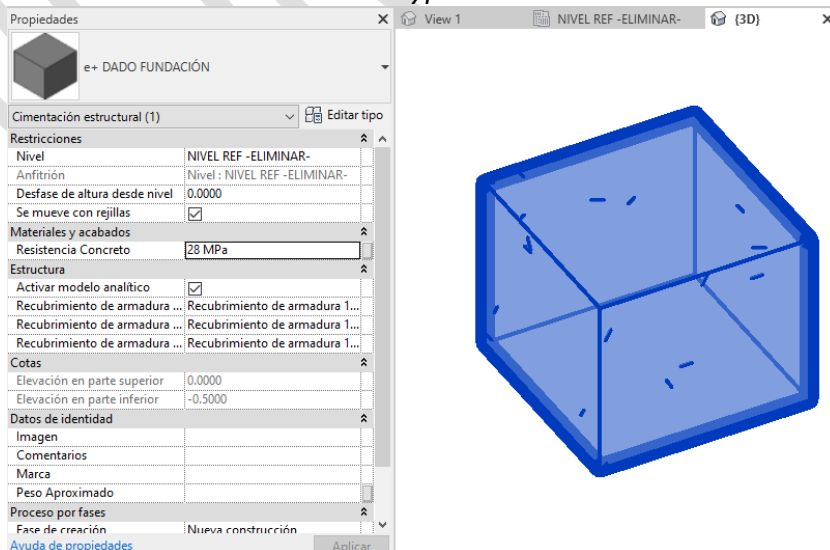 Propiedades
View 1
NIVEL REF -ELIMINAR-
{3D}
e+ DADO FUNDACIÓN
Cimentación estructural (1)
Editar tipo
Restricciones
Nivel NIVEL REF -ELIMINAR-
Anfitrión Nivel : NIVEL REF -ELIMINAR-
Desfase de altura desde nivel 0.0000
Se mueve con rejillas
Materiales y acabados
Resistencia Concreto 28 MPa
Estructura
Activar modelo analítico
Recubrimiento de armadura ... Recubrimiento de armadura 1...
Recubrimiento de armadura ... Recubrimiento de armadura 1...
Recubrimiento de armadura ... Recubrimiento de armadura 1...
Cotas
Elevación en parte superior 0.0000
Elevación en parte inferior -0.5000
Datos de identidad
Imagen
Comentarios
Marca
Peso Aproximado
Proceso por fases
Fase de creación Nueva construcción
Ayuda de propiedades
Aplicar